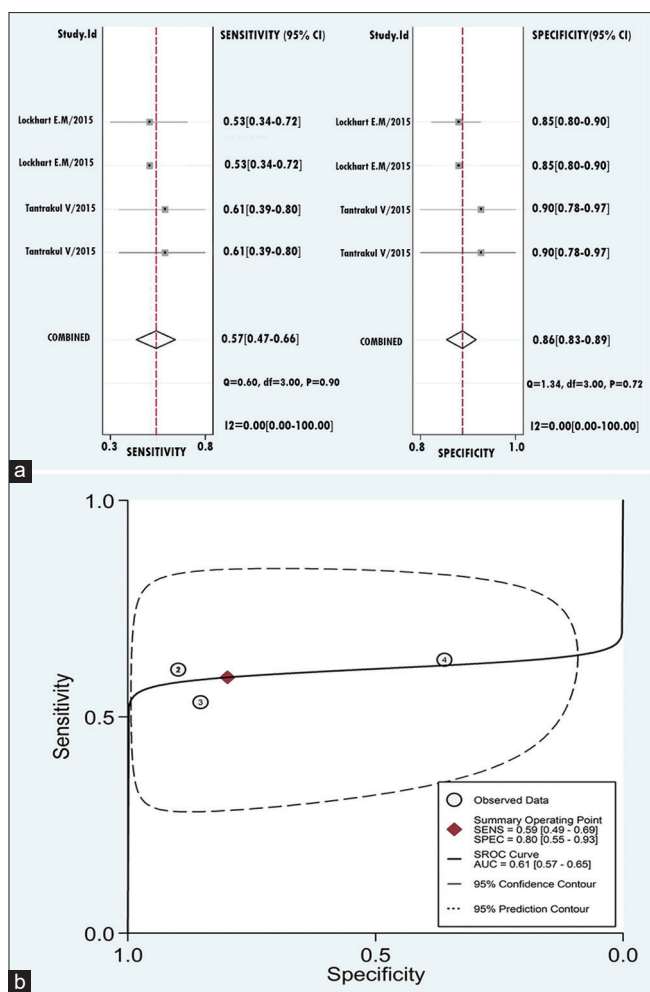 Study.Id SENSITIVITY (95% CI) Study.Id SPECIFICITY(95% CI)
Lockhart E.M/2015 0.53[0.34-0.72] Lockhart E.M/2015 0.85[0.80-0.90]
Lockhart E.M/2015 0.53[0.34-0.72] Lockhart E.M/2015 0.85[0.80-0.90]
Tantrakul V/2015 0.61[0.39-0.80] Tantrakul V/2015 0.90[0.78-0.97]
Tantrakul V/2015 0.61[0.39-0.80] Tantrakul V/2015 0.90[0.78-0.97]
COMBINED 0.57[0.47-0.66] COMBINED 0.86[0.83-0.89]
Q=0.60, df=3.00, P=0.90 Q=1.34, df=3.00, P=0.72
I2=0.00[0.00-100.00] I2=0.00[0.00-100.00]
0.3 0.8 0.8 1.0
SENSITIVITY SPECIFICITY
a
1.0
0.5
0.0
Sensitivity
2
3
4
Observed Data
Summary Operating Point
SENS = 0.59 [0.49 - 0.69]
SPEC = 0.80 [0.55 - 0.93]
SROC Curve
AUC = 0.61 [0.57 - 0.65]
95% Confidence Contour
95% Prediction Contour
1.0 0.5 0.0
Specificity
b